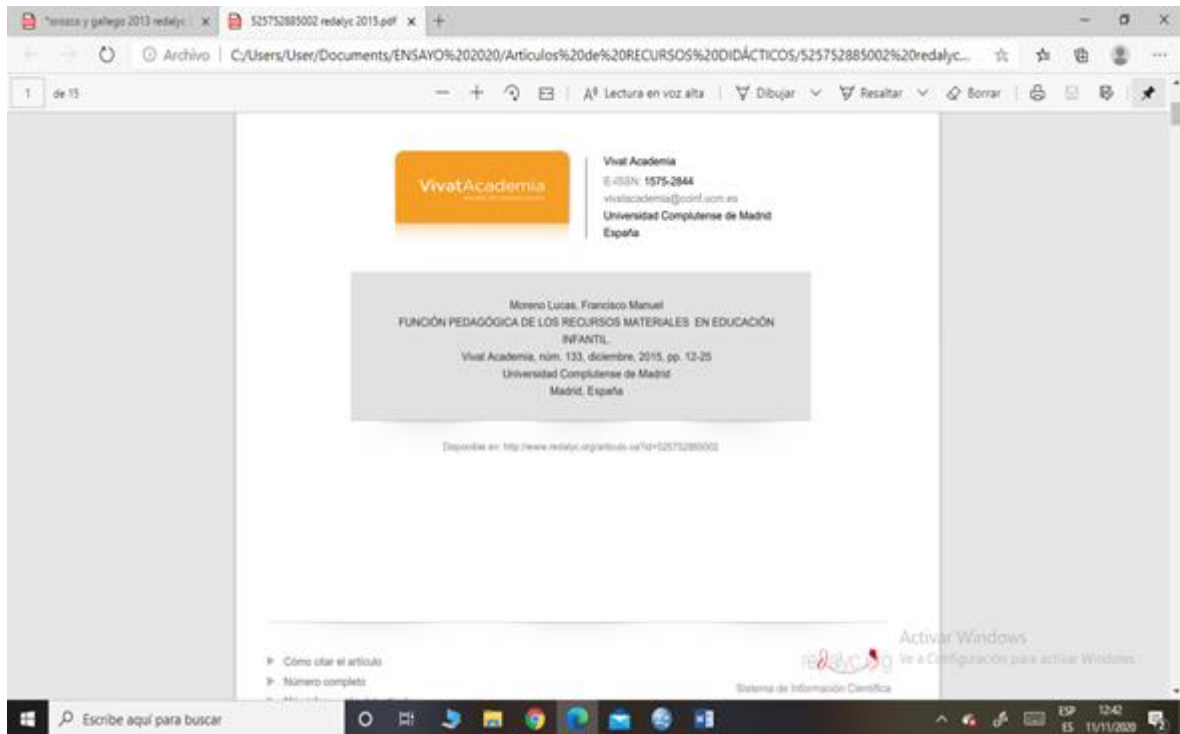 y gallego 2013 redalyc
525752885002 redalyc 2015.pdf
Archivo
C:/Users/User/Documents/ENSAYO%202020/Artículos%20de%20RECURSOS%20DIDÁCTICOS/525752885002%20redalyc...
1 de 15
Lectura en voz alta
Dibujar
Resaltar
Borrar
VivatAcademia
Vivat Academia
E-ISSN: 1575-2844
vivatacademia@ccinf.ucm.es
Universidad Complutense de Madrid
España
Moreno Lucas, Francisco Manuel
FUNCIÓN PEDAGÓGICA DE LOS RECURSOS MATERIALES EN EDUCACIÓN
INFANTIL.
Vivat Academia, núm. 133, diciembre, 2015, pp. 12-25
Universidad Complutense de Madrid
Madrid, España
Disponible en: http://www.redalyc.org/articulo.oa?id=525752885002
Cómo citar el artículo
Número completo
redalyc.org
Sistema de Información Científica
Activar Windows
Ve a Configuración para activar Windows.
Escribe aquí para buscar
ESP
ES
12:42
11/11/2020